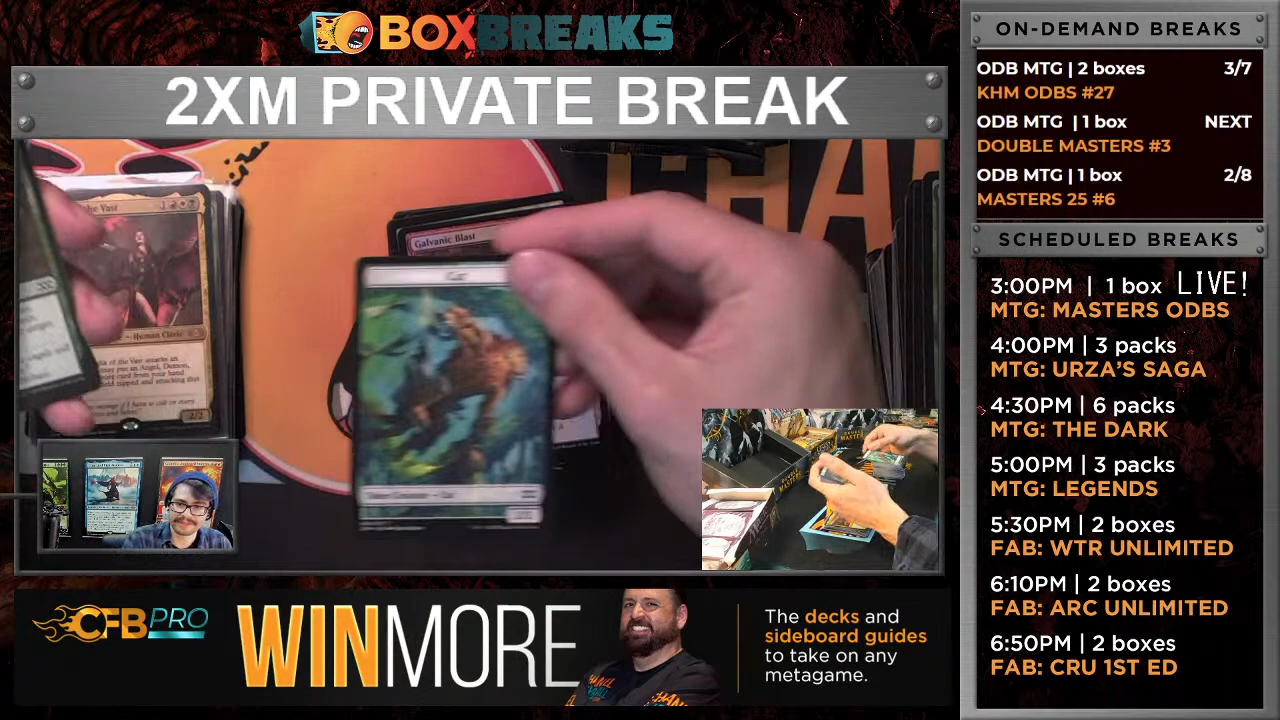 BOXBREAKS
2XM PRIVATE BREAK
Galvanic Blast
Cat
the Vast
- Human Cleric
CFBPRO
WINMORE
The decks and
sideboard guides
to take on any
metagame.
ON-DEMAND BREAKS
ODB MTG | 2 boxes 3/7
KHM ODBS #27
ODB MTG | 1 box NEXT
DOUBLE MASTERS #3
ODB MTG | 1 box 2/8
MASTERS 25 #6
SCHEDULED BREAKS
3:00PM | 1 box LIVE!
MTG: MASTERS ODBS
4:00PM | 3 packs
MTG: URZA'S SAGA
4:30PM | 6 packs
MTG: THE DARK
5:00PM | 3 packs
MTG: LEGENDS
5:30PM | 2 boxes
FAB: WTR UNLIMITED
6:10PM | 2 boxes
FAB: ARC UNLIMITED
6:50PM | 2 boxes
FAB: CRU 1ST ED